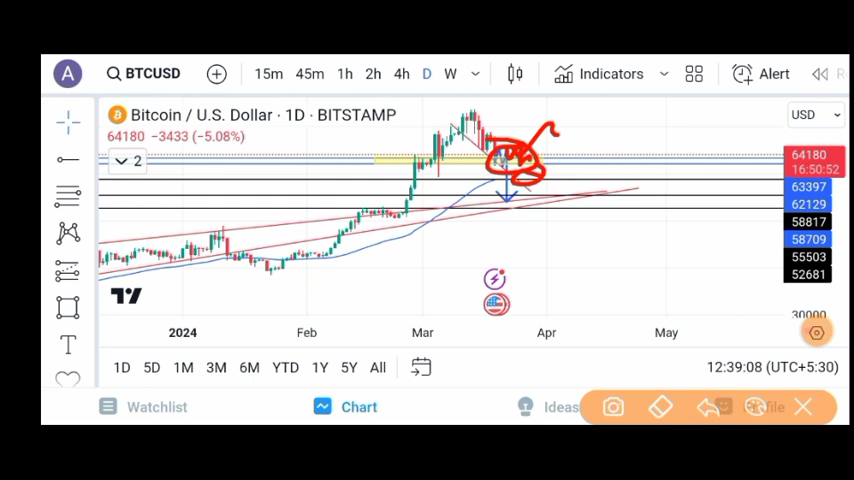 A
BTCUSD
15m 45m 1h 2h 4h D W
Indicators
Alert
Bitcoin / U.S. Dollar · 1D · BITSTAMP
USD
64180 −3433 (−5.08%)
2
64180
16:50:52
63397
62129
58817
58709
55503
52681
30000
2024 Feb Mar Apr May
1D 5D 1M 3M 6M YTD 1Y 5Y All
12:39:08 (UTC+5:30)
Watchlist Chart Ideas